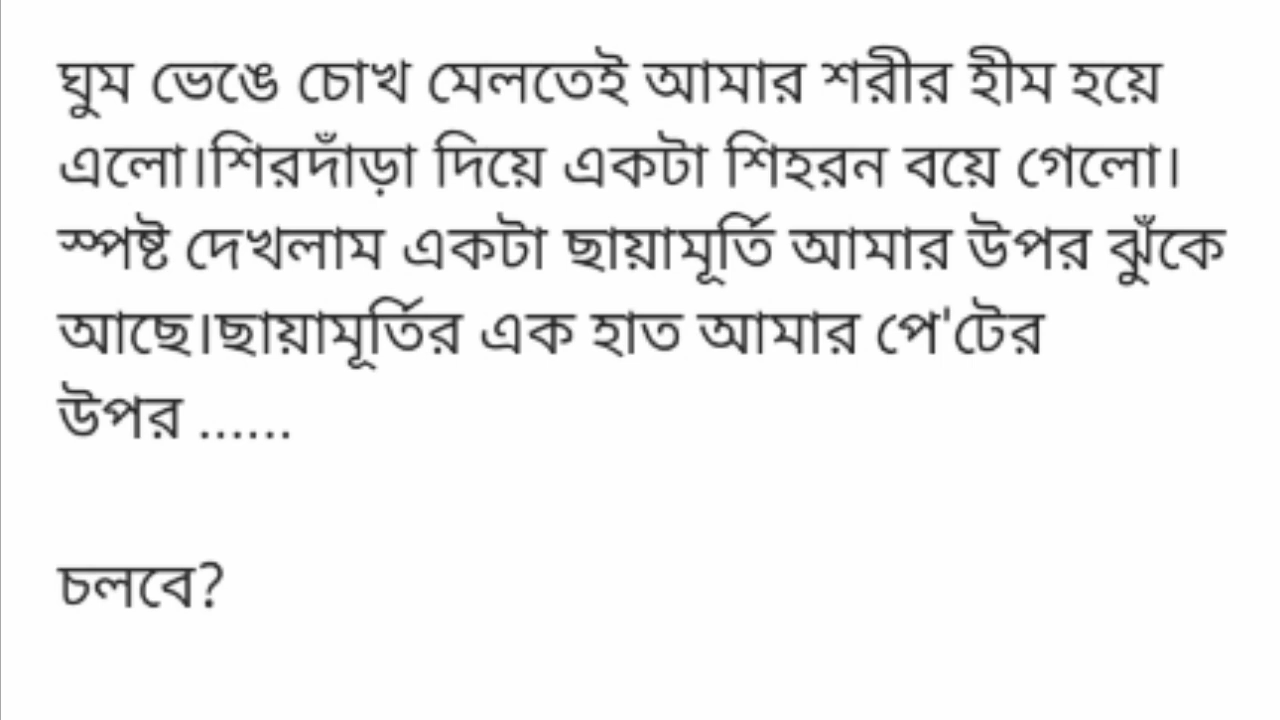 ঘুম ভেঙে চোখ মেলতেই আমার শরীর হীম হয়ে
এলো।শিরদাঁড়া দিয়ে একটা শিহরন বয়ে গেলো।
স্পষ্ট দেখলাম একটা ছায়ামূর্তি আমার উপর ঝুঁকে
আছে।ছায়ামূর্তির এক হাত আমার পে'টের
উপর ......
চলবে?